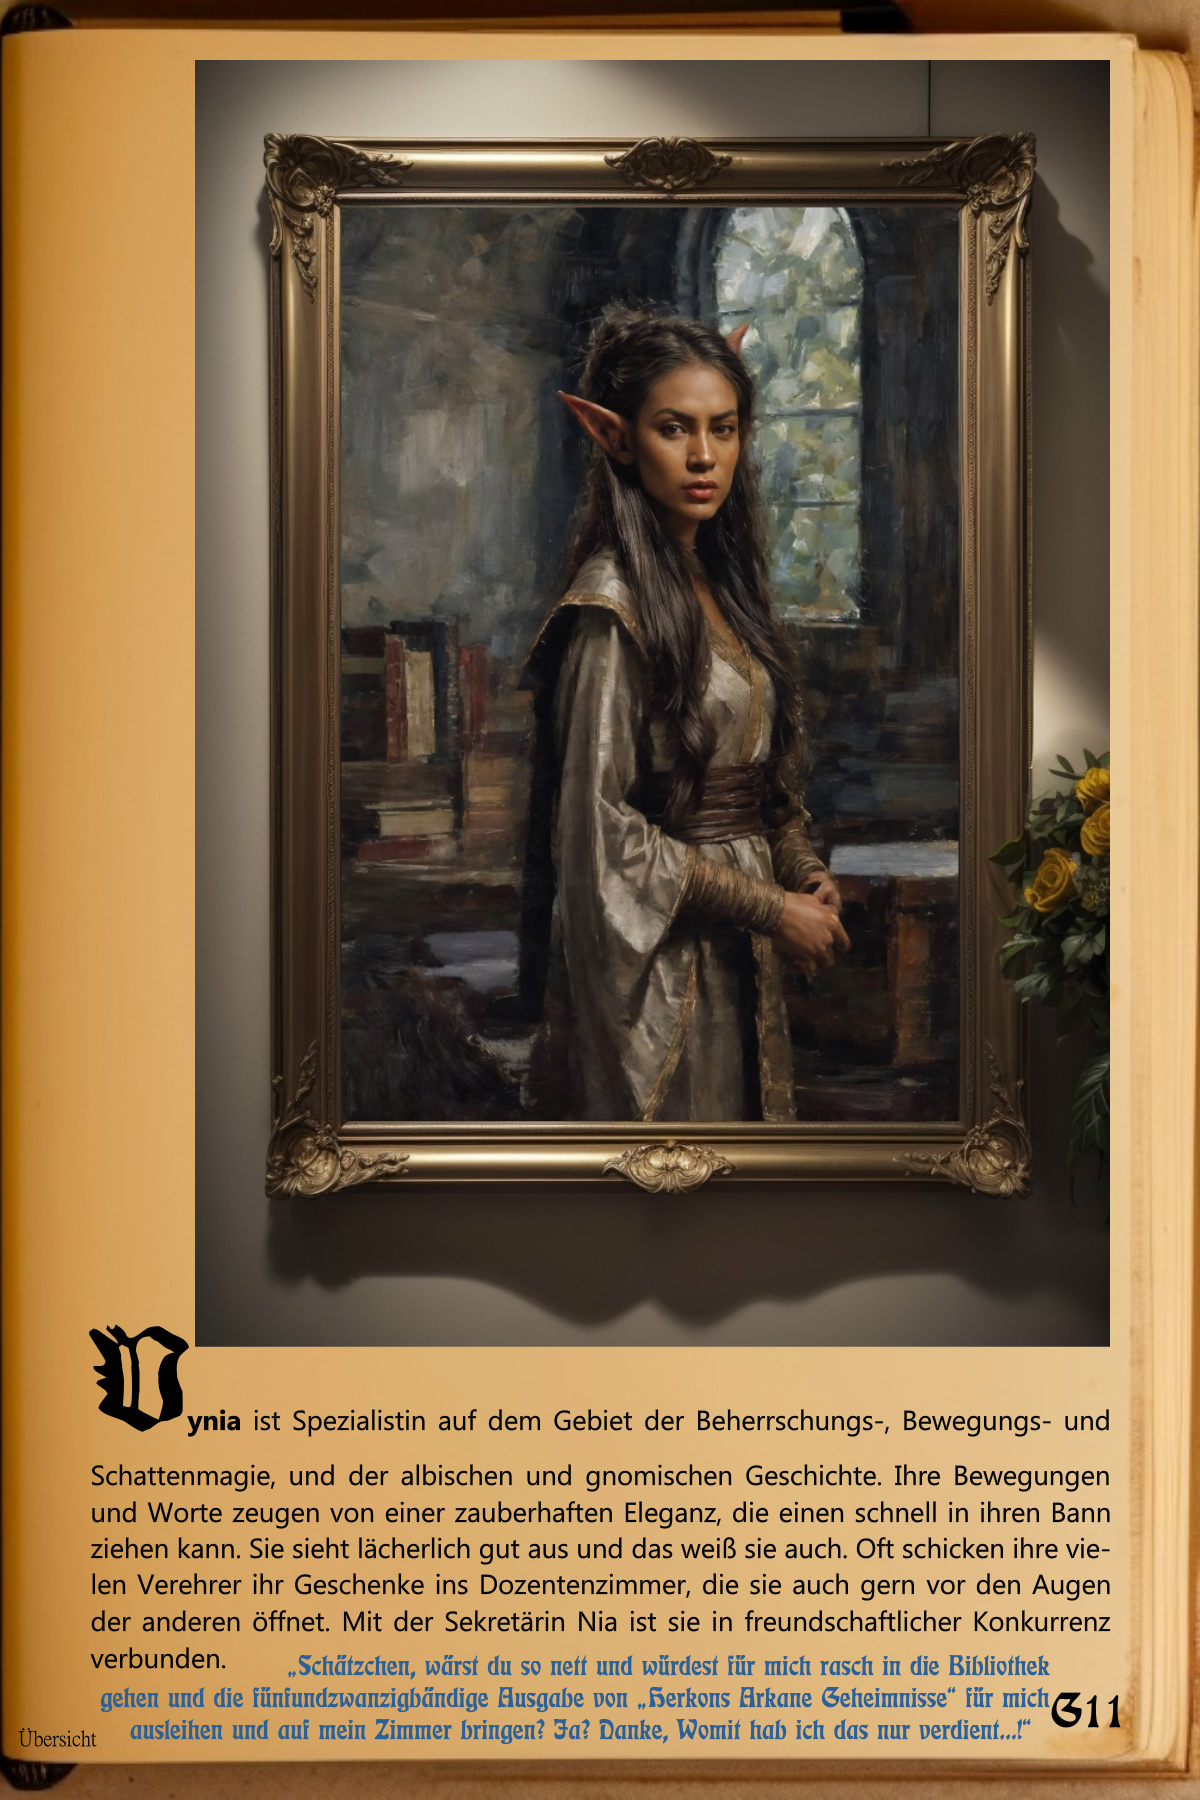 Dynia ist Spezialistin auf dem Gebiet der Beherrschungs-, Bewegungs- und
Schattenmagie, und der albischen und gnomischen Geschichte. Ihre Bewegungen
und Worte zeugen von einer zauberhaften Eleganz, die einen schnell in ihren Bann
ziehen kann. Sie sieht lächerlich gut aus und das weiß sie auch. Oft schicken ihre vie-
len Verehrer ihr Geschenke ins Dozentenzimmer, die sie auch gern vor den Augen
der anderen öffnet. Mit der Sekretärin Nia ist sie in freundschaftlicher Konkurrenz
verbunden.
„Schätzchen, wärst du so nett und würdest für mich rasch in die Bibliothek
gehen und die fünfundzwanzigbändige Ausgabe von „Herkons Arkane Geheimnisse“ für mich
ausleihen und auf mein Zimmer bringen? Ja? Danke, Womit hab ich das nur verdient...!“
G11
Übersicht